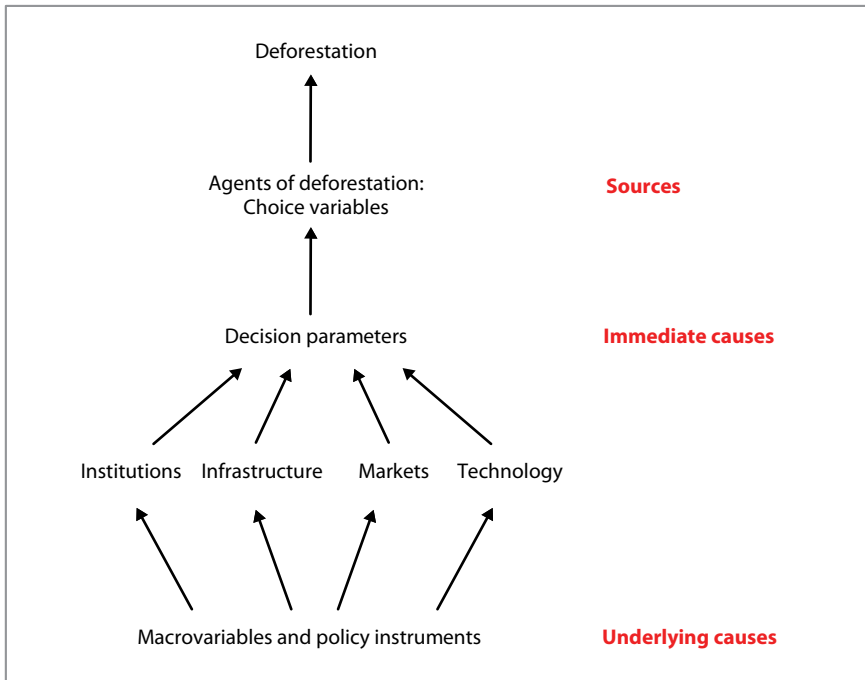 Deforestation
Agents of deforestation:
Choice variables
Sources
Decision parameters
Immediate causes
Institutions Infrastructure Markets Technology
Macrovariables and policy instruments
Underlying causes